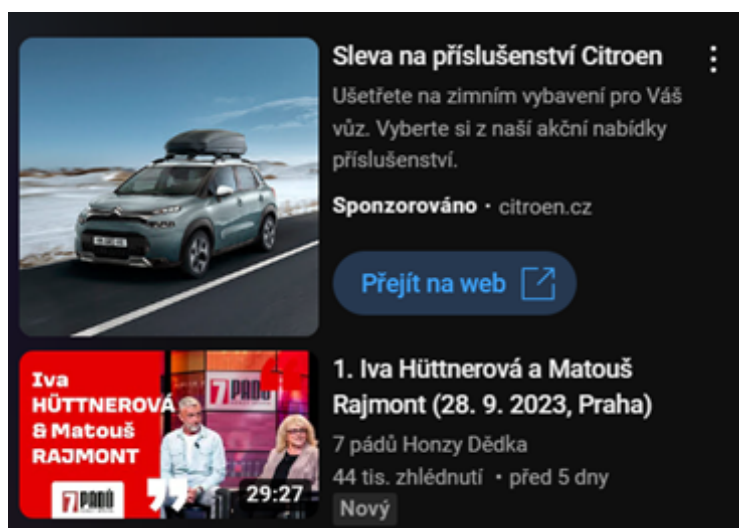 Sleva na příslušenství Citroen
Ušetřete na zimním vybavení pro Váš
vůz. Vyberte si z naší akční nabídky
příslušenství.
Sponzorováno · citroen.cz
Přejít na web
Iva
HÜTTNEROVÁ
& Matouš
RAJMONT
7 PÁDŮ
7 PÁDŮ
29:27
1. Iva Hüttnerová a Matouš
Rajmont (28. 9. 2023, Praha)
7 pádů Honzy Dědka
44 tis. zhlédnutí • před 5 dny
Nový